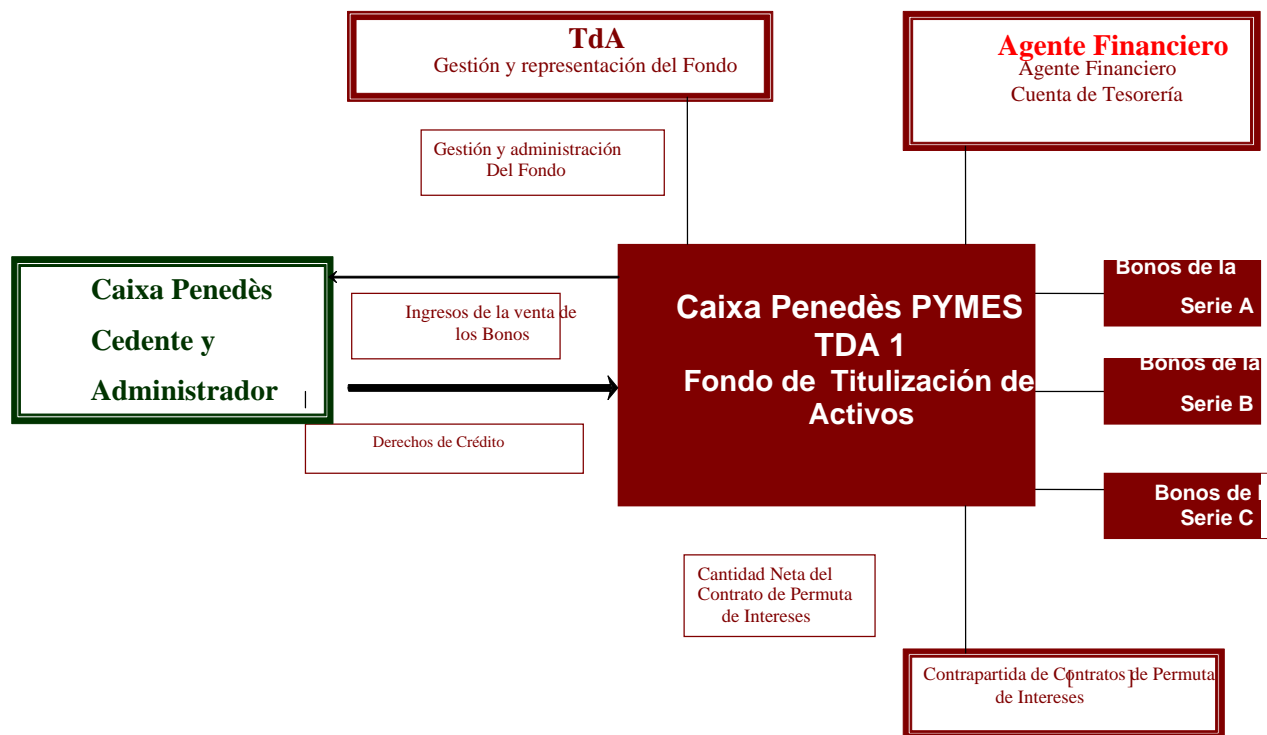 TdA
Gestión y representación del Fondo
Agente Financiero
Agente Financiero
Cuenta de Tesorería
Gestión y administración
Del Fondo
Caixa Penedès
Cedente y
Administrador
Ingresos de la venta de
los Bonos
Derechos de Crédito
Caixa Penedès PYMES
TDA 1
Fondo de Titulización de
Activos
Bonos de la
Serie A
Bonos de la
Serie B
Bonos de l
Serie C
Cantidad Neta del
Contrato de Permuta
de Intereses
Contrapartida de Contratos de Permuta
de Intereses
[ ]